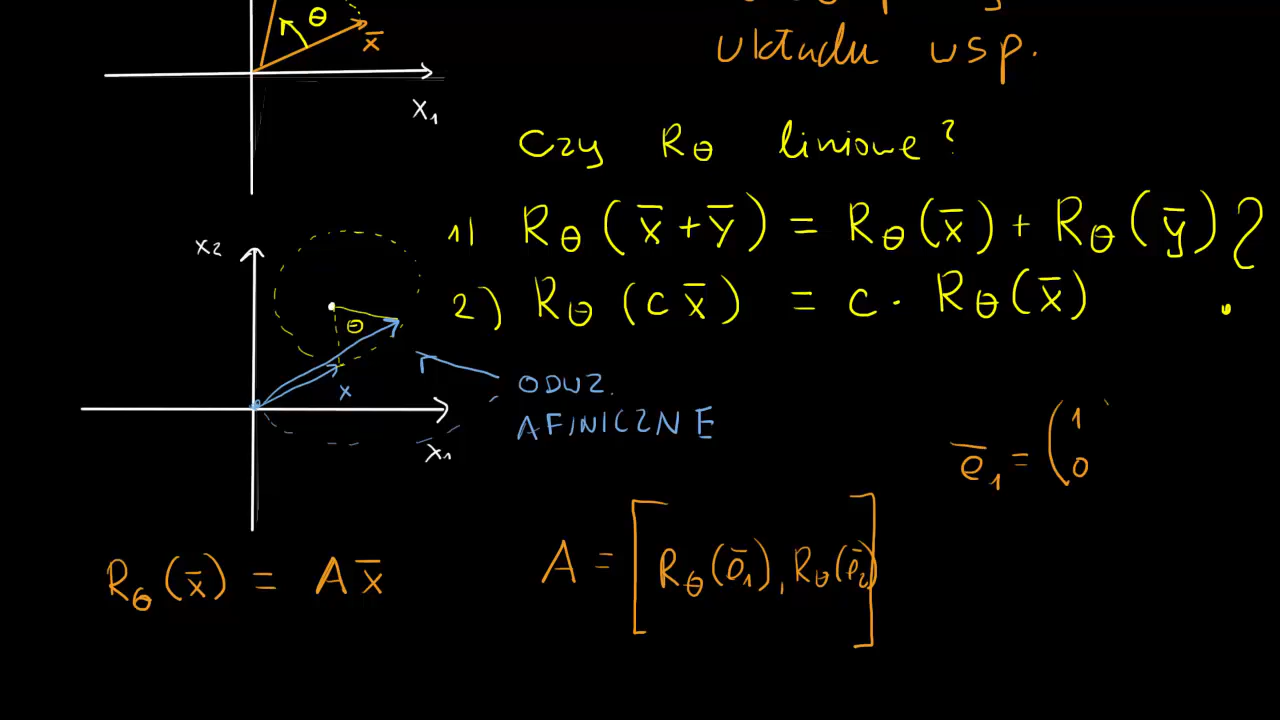 θ
x̄
układu wsp.
x₁
Czy Rθ liniowe?
1) Rθ(x̄+ȳ) = Rθ(x̄) + Rθ(ȳ) ?
x₂
2) Rθ(cx̄) = c · Rθ(x̄)
θ
x
ODWZ.
AFINICZNE
x₁
ē₁ = (1
0
Rθ(x̄) = Ax̄
A = [Rθ(ē₁), Rθ(ē₂)]